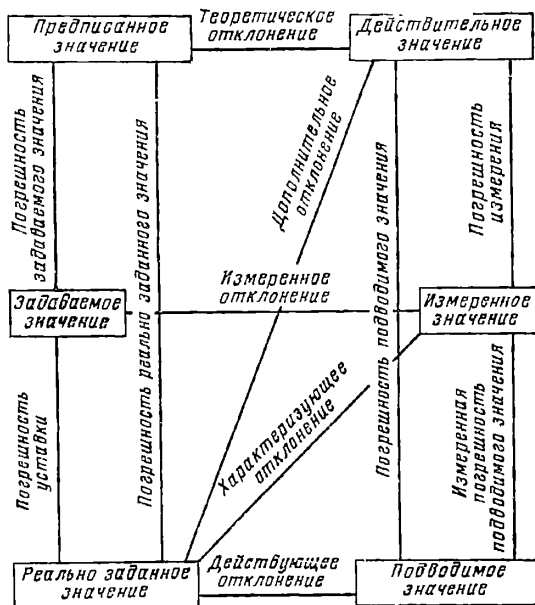 Предписанное
значение
Теоретическое
отклонение
Действительное
значение
Погрешность
задаваемого значения
Погрешность реально заданного значения
Дополнительное
отклонение
Погрешность подводимого значения
Погрешность
измерения
Задаваемое
значение
Измеренное
отклонение
Измеренное
значение
Погрешность
уставки
Характеризующее
отклонение
Измеренная
погрешность
подводимого значения
Реально заданное
значение
Действующее
отклонение
Подводимое
значение